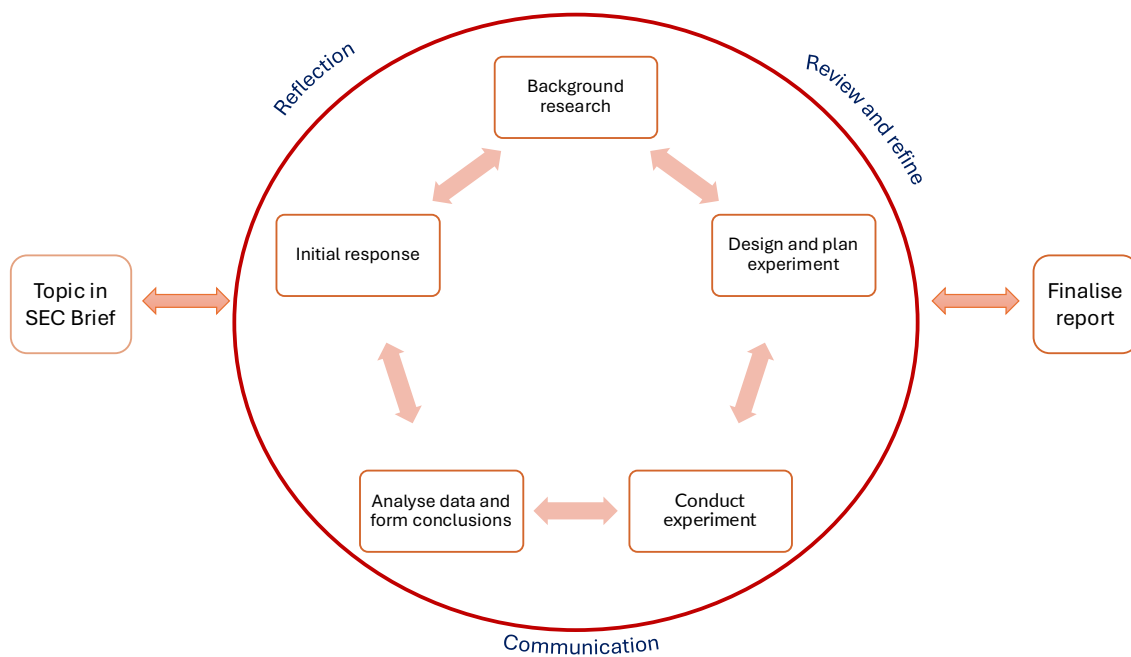 Reflection
Review and refine
Background
research
Initial response
Design and plan
experiment
Topic in
SEC Brief
Finalise
report
Analyse data and
form conclusions
Conduct
experiment
Communication